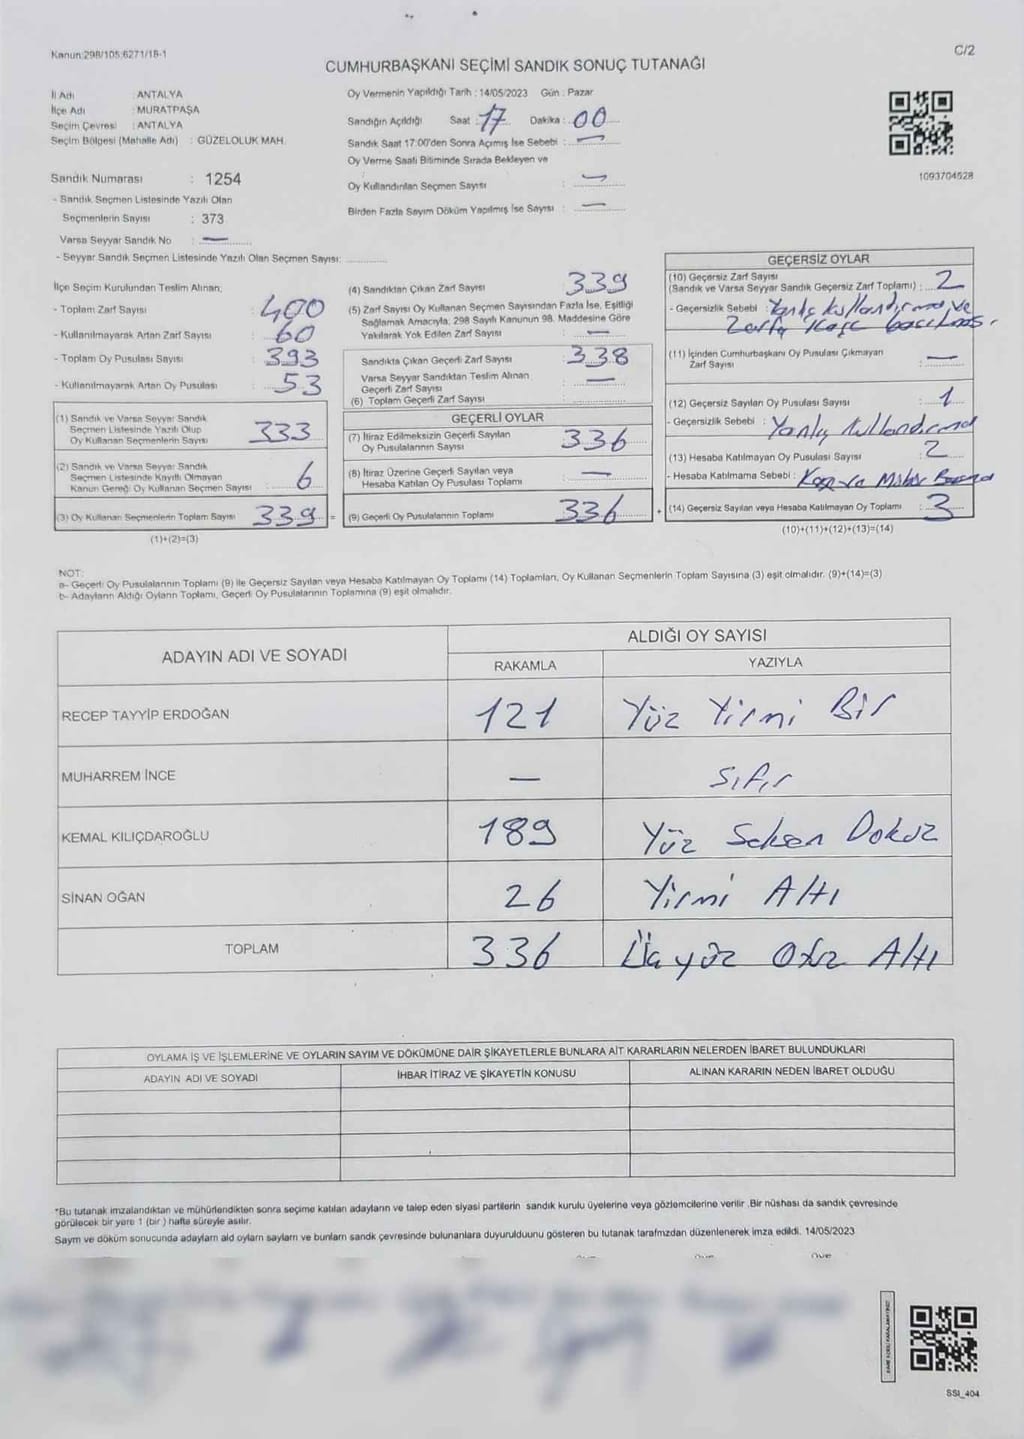 Kanun:298/105;6271/18-1
C/2
CUMHURBAŞKANI SEÇİMİ SANDIK SONUÇ TUTANAĞI
İl Adı : ANTALYA
İlçe Adı : MURATPAŞA
Seçim Çevresi : ANTALYA
Seçim Bölgesi (Mahalle Adı) : GÜZELOLUK MAH.
Sandık Numarası : 1254
- Sandık Seçmen Listesinde Yazılı Olan
Seçmenlerin Sayısı : 373
Varsa Seyyar Sandık No : —
- Seyyar Sandık Seçmen Listesinde Yazılı Olan Seçmen Sayısı:
Oy Vermenin Yapıldığı Tarih : 14/05/2023 Gün : Pazar
Sandığın Açıldığı Saat : 17 Dakika : 00
Sandık Saat 17:00'den Sonra Açılmış İse Sebebi : —
Oy Verme Saati Bitiminde Sırada Bekleyen ve
Oy Kullandırılan Seçmen Sayısı : —
Birden Fazla Sayım Döküm Yapılmış İse Sayısı : —
1093704528
İlçe Seçim Kurulundan Teslim Alınan;
- Toplam Zarf Sayısı : 400
- Kullanılmayarak Artan Zarf Sayısı : 60
- Toplam Oy Pusulası Sayısı : 393
- Kullanılmayarak Artan Oy Pusulası : 53
(1) Sandık ve Varsa Seyyar Sandık
Seçmen Listesinde Yazılı Olup
Oy Kullanan Seçmenlerin Sayısı 333
(2) Sandık ve Varsa Seyyar Sandık
Seçmen Listesinde Kayıtlı Olmayan
Kanun Gereği Oy Kullanan Seçmen Sayısı 6
(3) Oy Kullanan Seçmenlerin Toplam Sayısı 339 =
(1)+(2)=(3)
(4) Sandıktan Çıkan Zarf Sayısı : 339
(5) Zarf Sayısı Oy Kullanan Seçmen Sayısından Fazla İse, Eşitliği
Sağlamak Amacıyla, 298 Sayılı Kanunun 98. Maddesine Göre
Yakılarak Yok Edilen Zarf Sayısı : —
Sandıkta Çıkan Geçerli Zarf Sayısı : 338
Varsa Seyyar Sandıktan Teslim Alınan
Geçerli Zarf Sayısı : —
(6) Toplam Geçerli Zarf Sayısı :
GEÇERLİ OYLAR
(7) İtiraz Edilmeksizin Geçerli Sayılan
Oy Pusulalarının Sayısı : 336
(8) İtiraz Üzerine Geçerli Sayılan veya
Hesaba Katılan Oy Pusulası Toplamı : —
(9) Geçerli Oy Pusulalarının Toplamı : 336 +
GEÇERSİZ OYLAR
(10) Geçersiz Zarf Sayısı
(Sandık ve Varsa Seyyar Sandık Geçersiz Zarf Toplamı) : 2
- Geçersizlik Sebebi : Yanlış Kullandırma ve
Zarfa Kaşe basılması.
(11) İçinden Cumhurbaşkanı Oy Pusulası Çıkmayan
Zarf Sayısı : —
(12) Geçersiz Sayılan Oy Pusulası Sayısı : 1
- Geçersizlik Sebebi : Yanlış Kullandırma
(13) Hesaba Katılmayan Oy Pusulası Sayısı : 2
- Hesaba Katılmama Sebebi : Mühür
(14) Geçersiz Sayılan veya Hesaba Katılmayan Oy Toplamı : 3
(10)+(11)+(12)+(13)=(14)
NOT:
a- Geçerli Oy Pusulalarının Toplamı (9) ile Geçersiz Sayılan veya Hesaba Katılmayan Oy Toplamı (14) Toplamları, Oy Kullanan Seçmenlerin Toplam Sayısına (3) eşit olmalıdır. (9)+(14)=(3)
b- Adayların Aldığı Oyların Toplamı, Geçerli Oy Pusulalarının Toplamına (9) eşit olmalıdır.
ADAYIN ADI VE SOYADI
ALDIĞI OY SAYISI
RAKAMLA YAZIYLA
RECEP TAYYİP ERDOĞAN 121 Yüz Yirmi Bir
MUHARREM İNCE — Sıfır
KEMAL KILIÇDAROĞLU 189 Yüz Seksen Dokuz
SİNAN OĞAN 26 Yirmi Altı
TOPLAM 336 Üçyüz Otuz Altı
OYLAMA İŞ VE İŞLEMLERİNE VE OYLARIN SAYIM VE DÖKÜMÜNE DAİR ŞİKAYETLERLE BUNLARA AİT KARARLARIN NELERDEN İBARET BULUNDUKLARI
ADAYIN ADI VE SOYADI İHBAR İTİRAZ VE ŞİKAYETİN KONUSU ALINAN KARARIN NEDEN İBARET OLDUĞU
*Bu tutanak imzalandıktan ve mühürlendikten sonra seçime katılan adayların ve talep eden siyasi partilerin sandık kurulu üyelerine veya gözlemcilerine verilir .Bir nüshası da sandık çevresinde
görülecek bir yere 1 (bir ) hafta süreyle asılır.
Sayım ve döküm sonucunda adayların aldı oyların sayları ve bunların sandık çevresinde bulunanlara duyurulduunu gösteren bu tutanak tarafmzdan düzenlenerek imza edildi. 14/05/2023
SSI_404